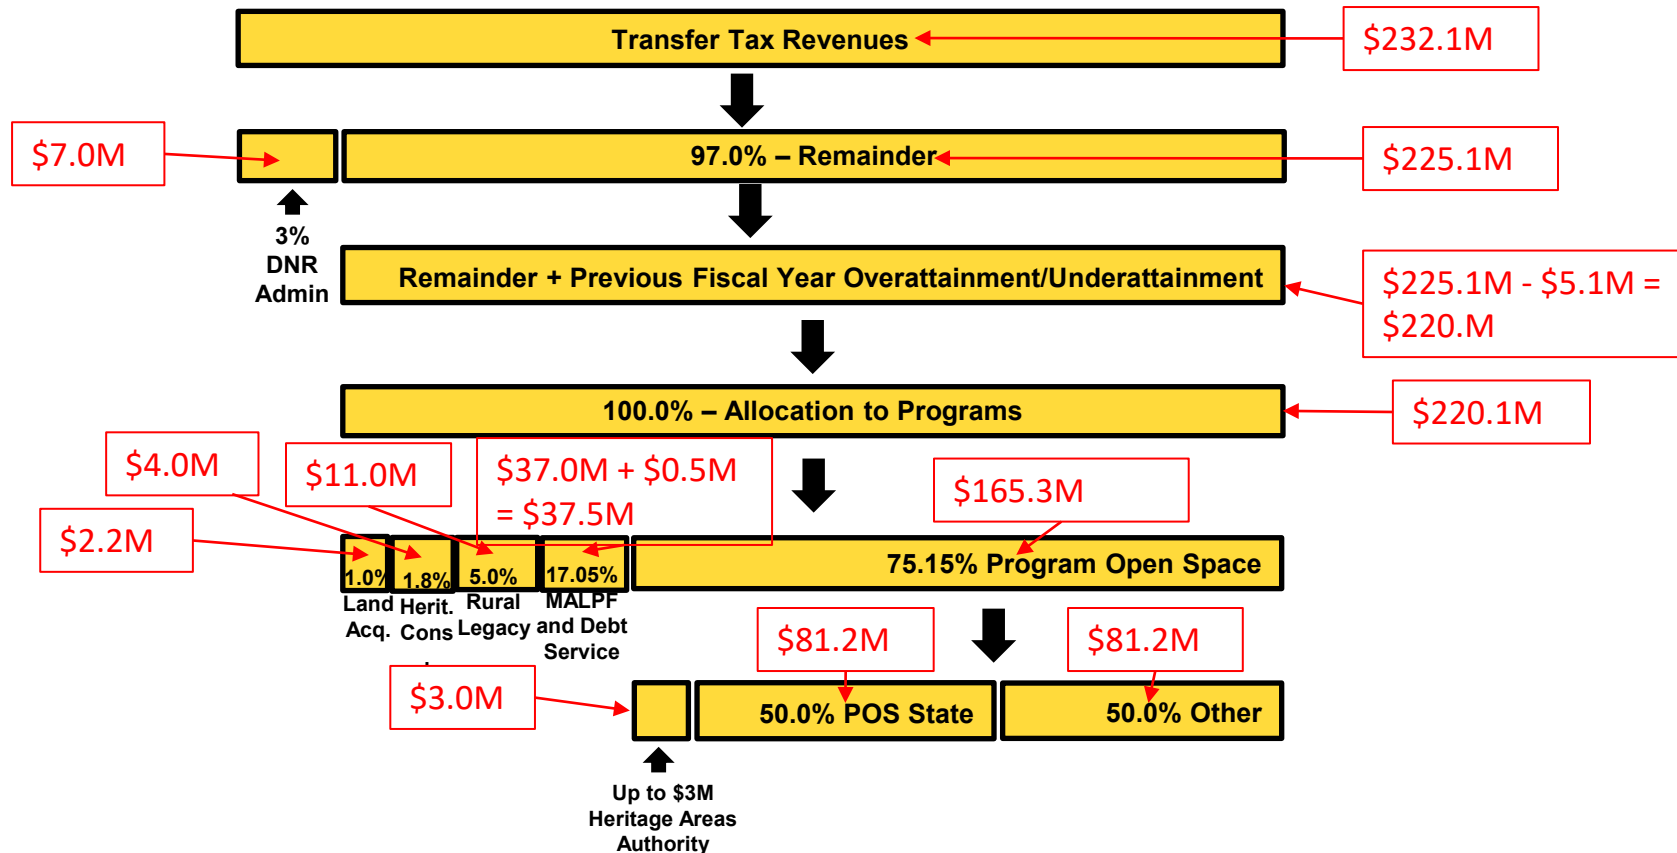 Transfer Tax Revenues
$232.1M
$7.0M
97.0% – Remainder
$225.1M
3%
DNR
Admin
Remainder + Previous Fiscal Year Overattainment/Underattainment
$225.1M - $5.1M =
$220.M
100.0% – Allocation to Programs
$220.1M
$4.0M
$11.0M
$37.0M + $0.5M
= $37.5M
$165.3M
$2.2M
1.0%
Land
Acq.
1.8%
Herit.
Cons
.
5.0%
Rural
Legacy
17.05%
MALPF
and Debt
Service
75.15% Program Open Space
$81.2M
$81.2M
$3.0M
50.0% POS State
50.0% Other
Up to $3M
Heritage Areas
Authority